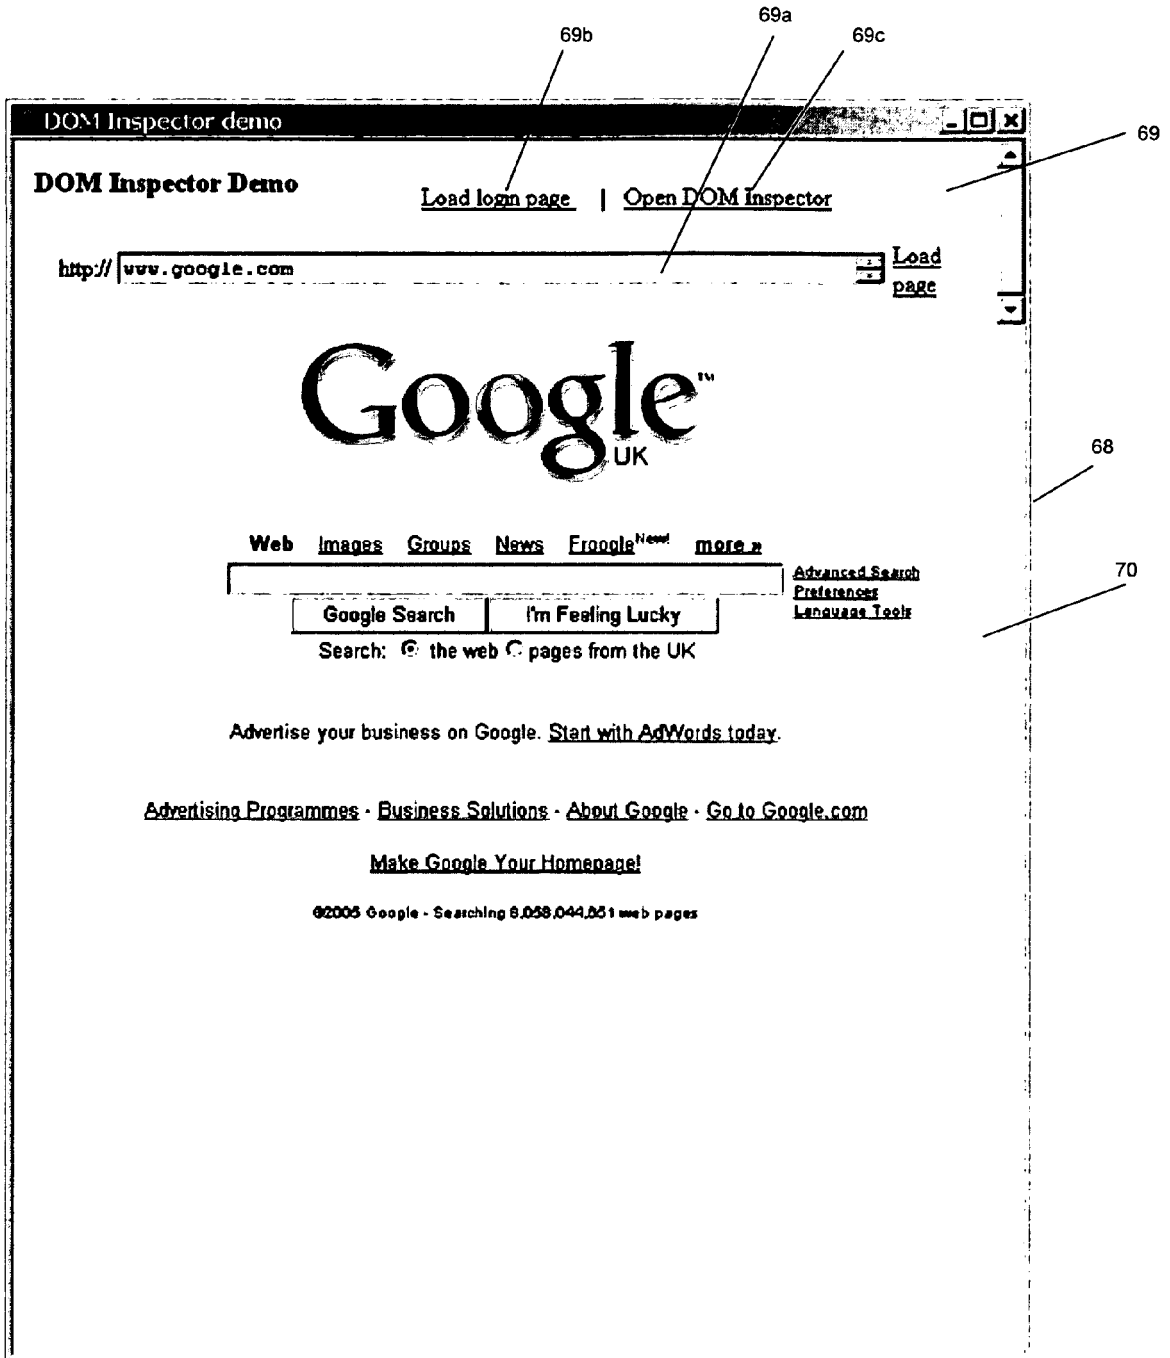 69a
69b
69c
DOM Inspector demo
69
DOM Inspector Demo
Load login page | Open DOM Inspector
http:// www.google.com Load page
Google™
UK
68
Web Images Groups News Froogle New! more »
Advanced Search
Preferences
Language Tools
70
Google Search I'm Feeling Lucky
Search: the web pages from the UK
Advertise your business on Google. Start with AdWords today.
Advertising Programmes - Business Solutions - About Google - Go to Google.com
Make Google Your Homepage!
©2005 Google - Searching 8,058,044,651 web pages